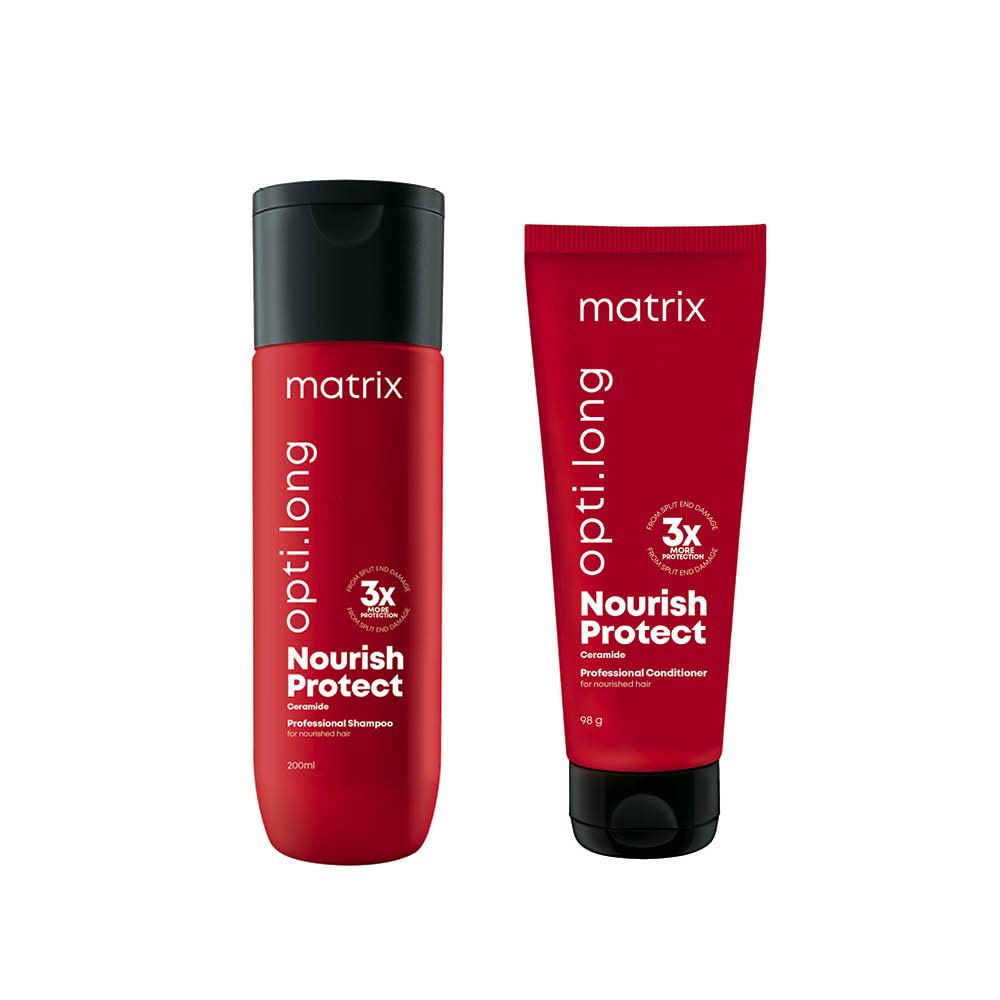 matrix
opti.long
FROM SPLIT END DAMAGE
3x
MORE
PROTECTION
FROM SPLIT END DAMAGE
Nourish
Protect
Ceramide
Professional Shampoo
for nourished hair
200ml
matrix
opti.long
FROM SPLIT END DAMAGE
3x
MORE
PROTECTION
FROM SPLIT END DAMAGE
Nourish
Protect
Ceramide
Professional Conditioner
for nourished hair
98 g